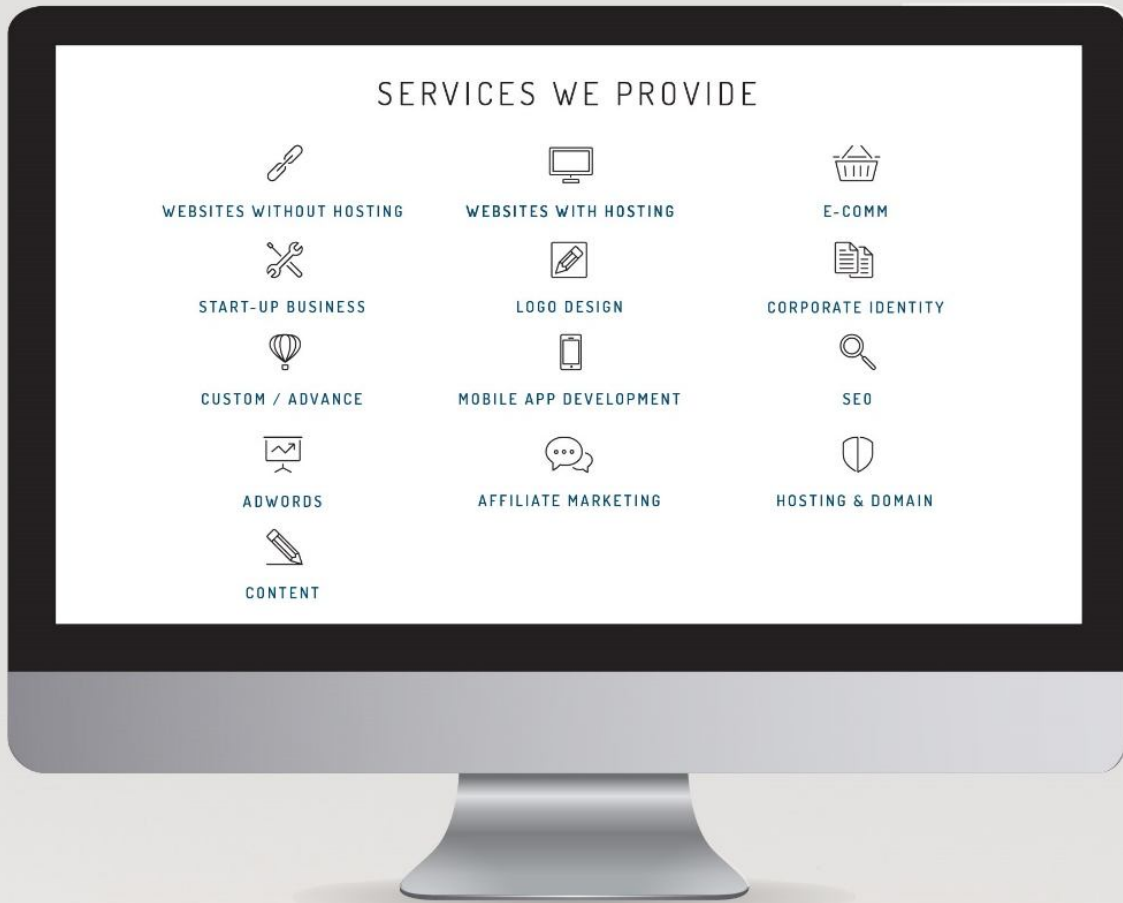 SERVICES WE PROVIDE
WEBSITES WITHOUT HOSTING
WEBSITES WITH HOSTING
E-COMM
START-UP BUSINESS
LOGO DESIGN
CORPORATE IDENTITY
CUSTOM / ADVANCE
MOBILE APP DEVELOPMENT
SEO
ADWORDS
AFFILIATE MARKETING
HOSTING & DOMAIN
CONTENT